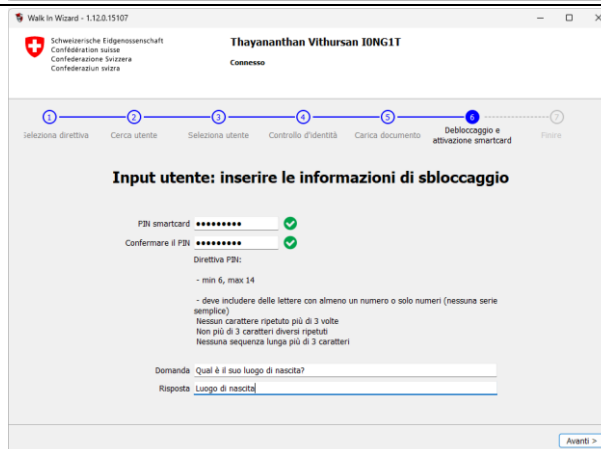 Walk In Wizard - 1.12.0.15107
Schweizerische Eidgenossenschaft
Confédération suisse
Confederazione Svizzera
Confederaziun svizra
Thayananthan Vithursan I0NG1T
Connesso
1
2
3
4
5
6
7
Seleziona direttiva
Cerca utente
Seleziona utente
Controllo d'identità
Carica documento
Debloccaggio e
attivazione smartcard
Finire
Input utente: inserire le informazioni di sbloccaggio
PIN smartcard •••••••••
Confermare il PIN •••••••••
Direttiva PIN:
- min 6, max 14
- deve includere delle lettere con almeno un numero o solo numeri (nessuna serie
semplice)
Nessun carattere ripetuto più di 3 volte
Non più di 3 caratteri diversi ripetuti
Nessuna sequenza lunga più di 3 caratteri
Domanda Qual è il suo luogo di nascita?
Risposta Luogo di nascita
Avanti >